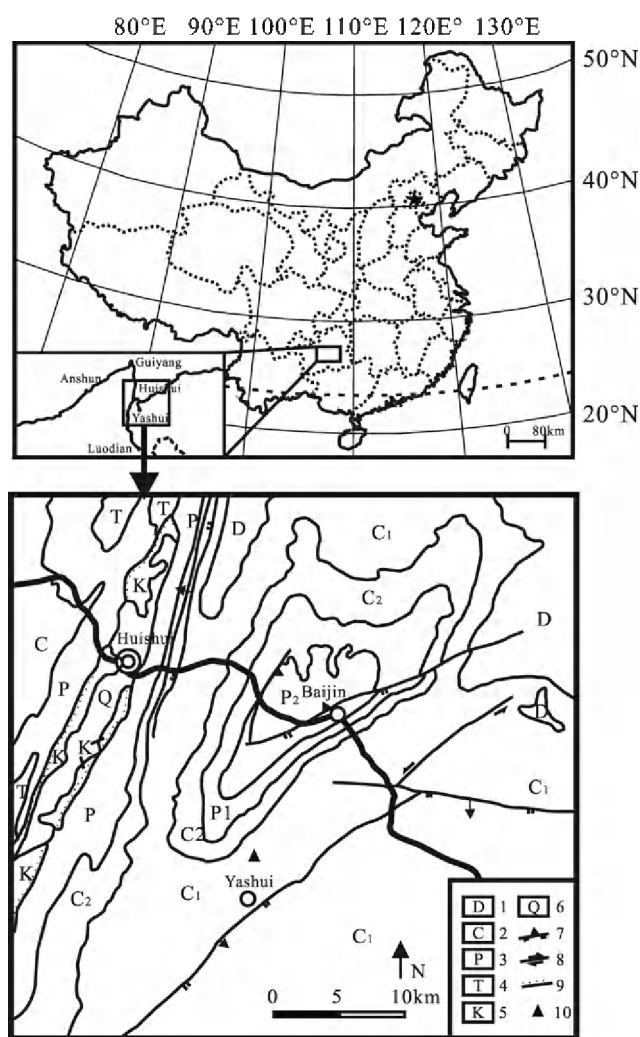 80°E 90°E 100°E 110°E 120E° 130°E
50°N
40°N
30°N
20°N
Guiyang
Anshun
Huishui
Yashui
Luodian
0 80km
T T P D C1
K C2
C Huishui D
P Q P2 Baijin
K K D
T P P1 C1
K C2
C2 C1 Yashui
C1
N
0 5 10km
D 1 Q 6
C 2 7
P 3 8
T 4 9
K 5 10